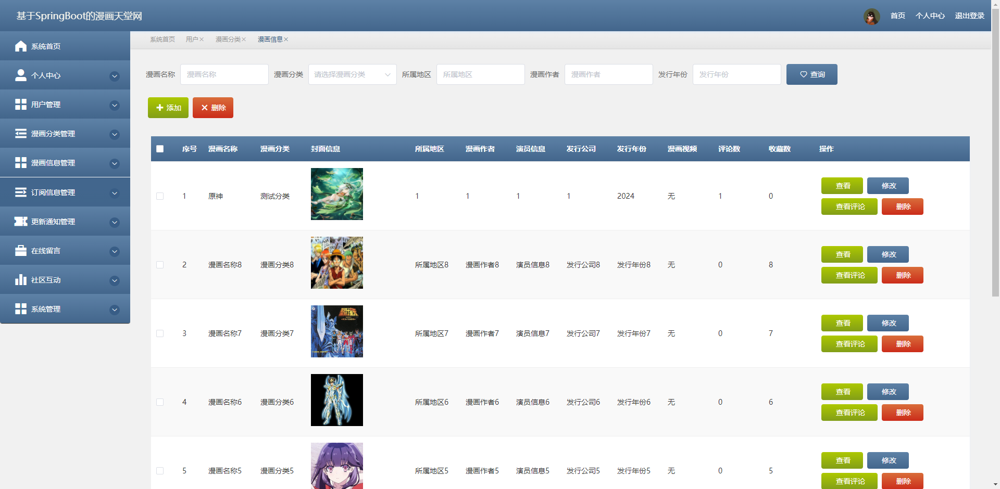 基于SpringBoot的漫画天堂网
首页 个人中心 退出登录
系统首页
个人中心
用户管理
漫画分类管理
漫画信息管理
订阅信息管理
更新通知管理
在线留言
社区互动
系统管理
系统首页 用户× 漫画分类× 漫画信息×
漫画名称 漫画名称 漫画分类 请选择漫画分类 所属地区 所属地区 漫画作者 漫画作者 发行年份 发行年份 查询
添加 删除
序号 漫画名称 漫画分类 封面信息 所属地区 漫画作者 演员信息 发行公司 发行年份 漫画视频 评论数 收藏数 操作
1 原神 测试分类 1 1 1 1 2024 无 1 0
查看 修改
查看评论 删除
2 漫画名称8 漫画分类8 所属地区8 漫画作者8 演员信息8 发行公司8 发行年份8 无 0 8
查看 修改
查看评论 删除
3 漫画名称7 漫画分类7 所属地区7 漫画作者7 演员信息7 发行公司7 发行年份7 无 0 7
查看 修改
查看评论 删除
4 漫画名称6 漫画分类6 所属地区6 漫画作者6 演员信息6 发行公司6 发行年份6 无 0 6
查看 修改
查看评论 删除
5 漫画名称5 漫画分类5 所属地区5 漫画作者5 演员信息5 发行公司5 发行年份5 无 0 5
查看 修改
查看评论 删除